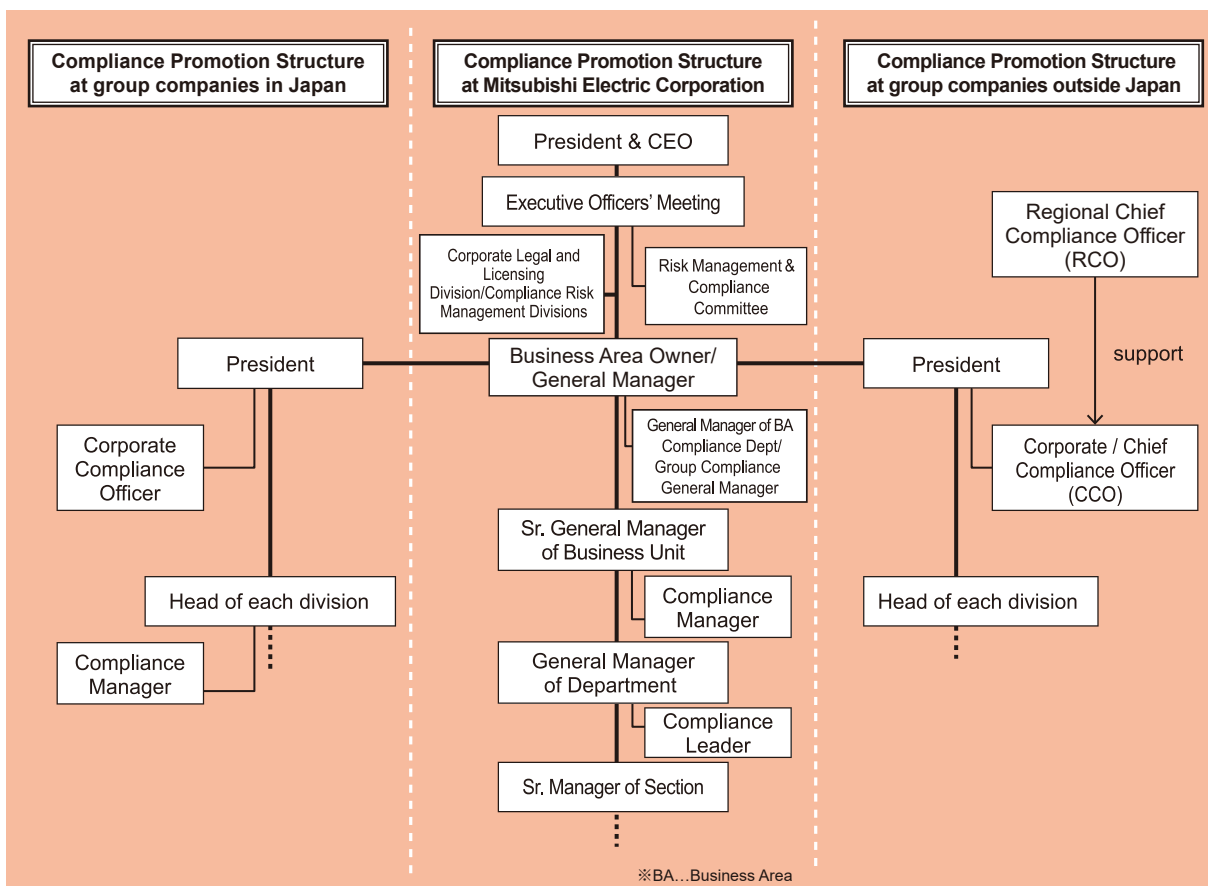 Compliance Promotion Structure
at group companies in Japan
Compliance Promotion Structure
at Mitsubishi Electric Corporation
Compliance Promotion Structure
at group companies outside Japan
President & CEO
Executive Officers' Meeting
Corporate Legal and
Licensing
Division/Compliance Risk
Management Divisions
Risk Management &
Compliance
Committee
Regional Chief
Compliance Officer
(RCO)
support
President
Business Area Owner/
General Manager
President
Corporate
Compliance
Officer
General Manager of BA
Compliance Dept/
Group Compliance
General Manager
Corporate / Chief
Compliance Officer
(CCO)
Sr. General Manager
of Business Unit
Head of each division
Compliance
Manager
Head of each division
Compliance
Manager
General Manager
of Department
Compliance
Leader
Sr. Manager of Section
※BA…Business Area